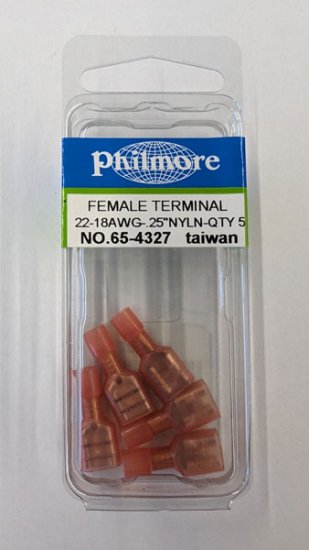 Philmore
FEMALE TERMINAL
22-18AWG-.25"NYLN-QTY 5
NO.65-4327 taiwan